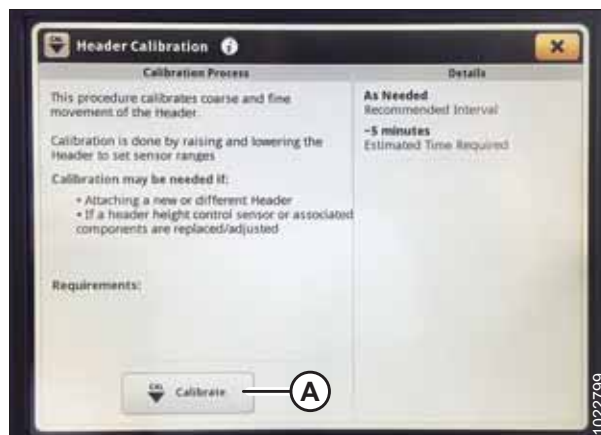 CAL
Header Calibration
Calibration Process
Details
This procedure calibrates coarse and fine
movement of the Header.
Calibration is done by raising and lowering the
Header to set sensor ranges
Calibration may be needed if:
• Attaching a new or different Header
• If a header height control sensor or associated
components are replaced/adjusted
Requirements:
As Needed
Recommended Interval
~5 minutes
Estimated Time Required
CAL
Calibrate
A
1022799